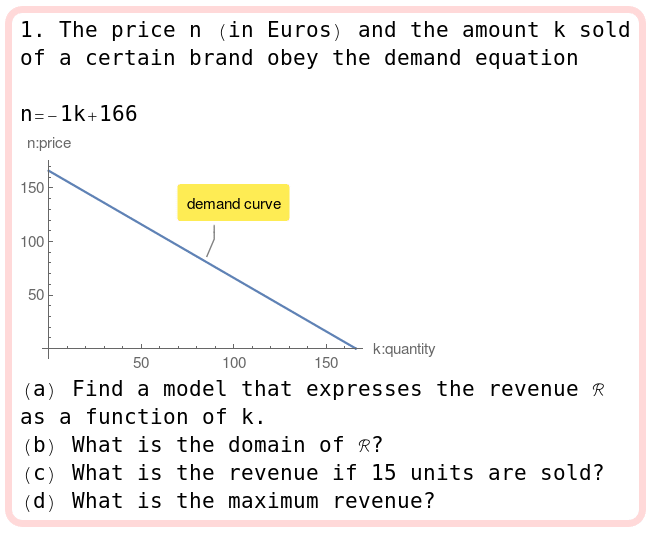 1. The price n (in Euros) and the amount k sold
of a certain brand obey the demand equation
n=-1k+166
n:price
150
demand curve
100
50
k:quantity
50 100 150
(a) Find a model that expresses the revenue ℛ
as a function of k.
(b) What is the domain of ℛ?
(c) What is the revenue if 15 units are sold?
(d) What is the maximum revenue?